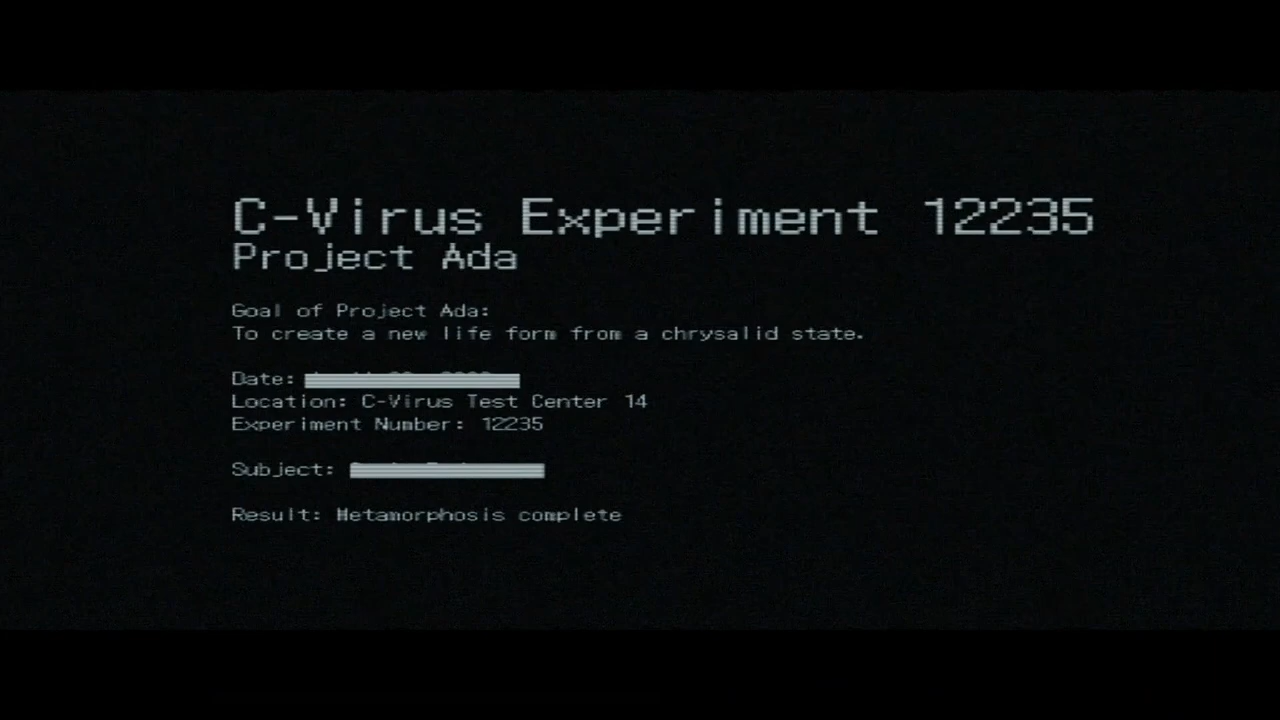 C-Virus Experiment 12235
Project Ada
Goal of Project Ada:
To create a new life form from a chrysalid state.
Date:
Location: C-Virus Test Center 14
Experiment Number: 12235
Subject:
Result: Metamorphosis complete